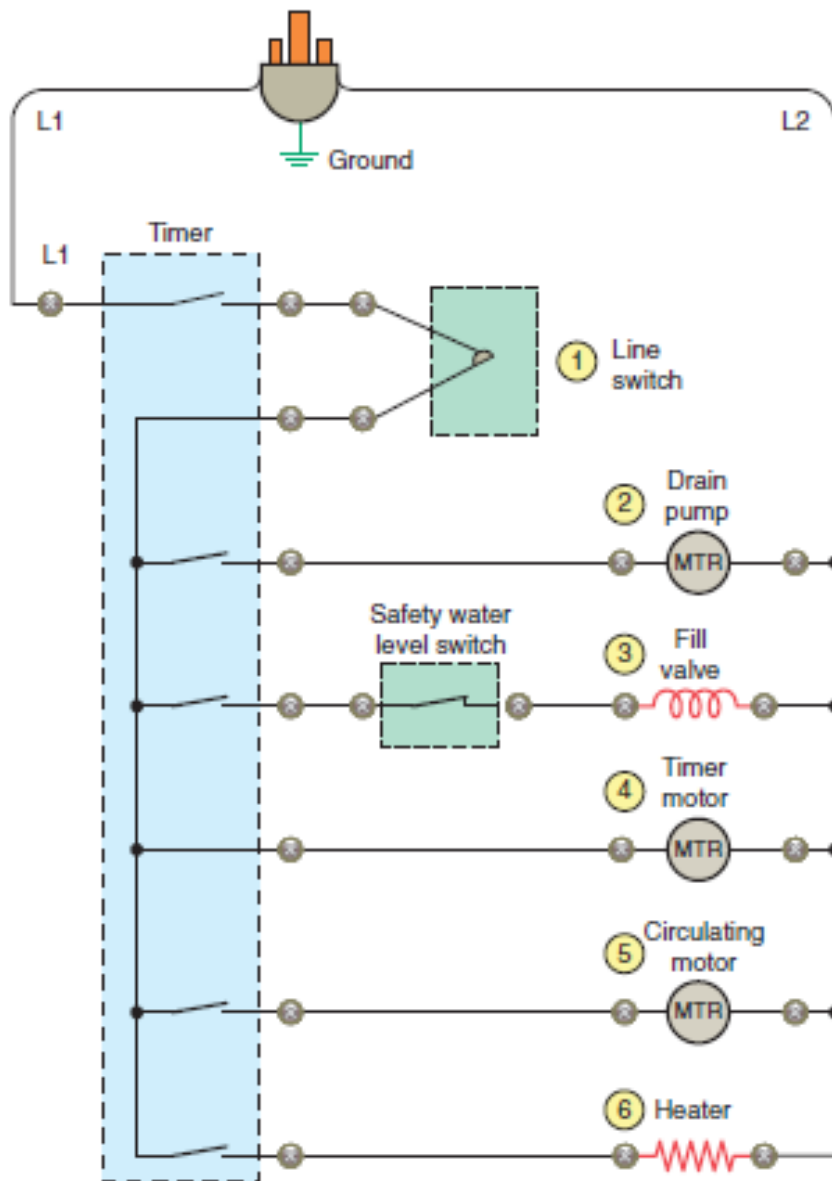 L1
L2
Ground
Timer
L1
1 Line
switch
Drain
2 pump
MTR
Safety water
level switch
3 Fill
valve
4 Timer
motor
MTR
5 Circulating
motor
MTR
6 Heater